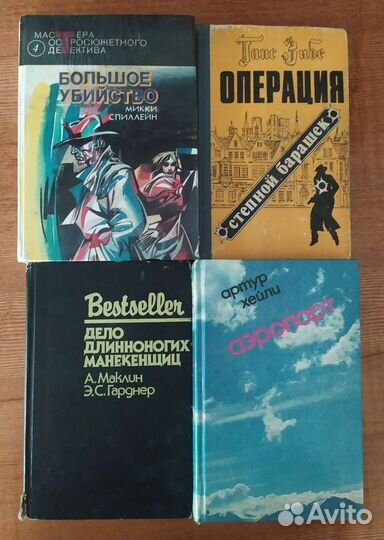 МАСТЕРА
ОСТРОСЮЖЕТНОГО
ДЕТЕКТИВА
4
БОЛЬШОЕ
УБИЙСТВО
МИККИ
СПИЛЛЕЙН
Ганс Зибе
ОПЕРАЦИЯ
степной барашек
Bestseller
ДЕЛО
ДЛИННОНОГИХ
МАНЕКЕНЩИЦ
А. Маклин
Э.С. Гарднер
артур
хейли
аэропорт
Avito